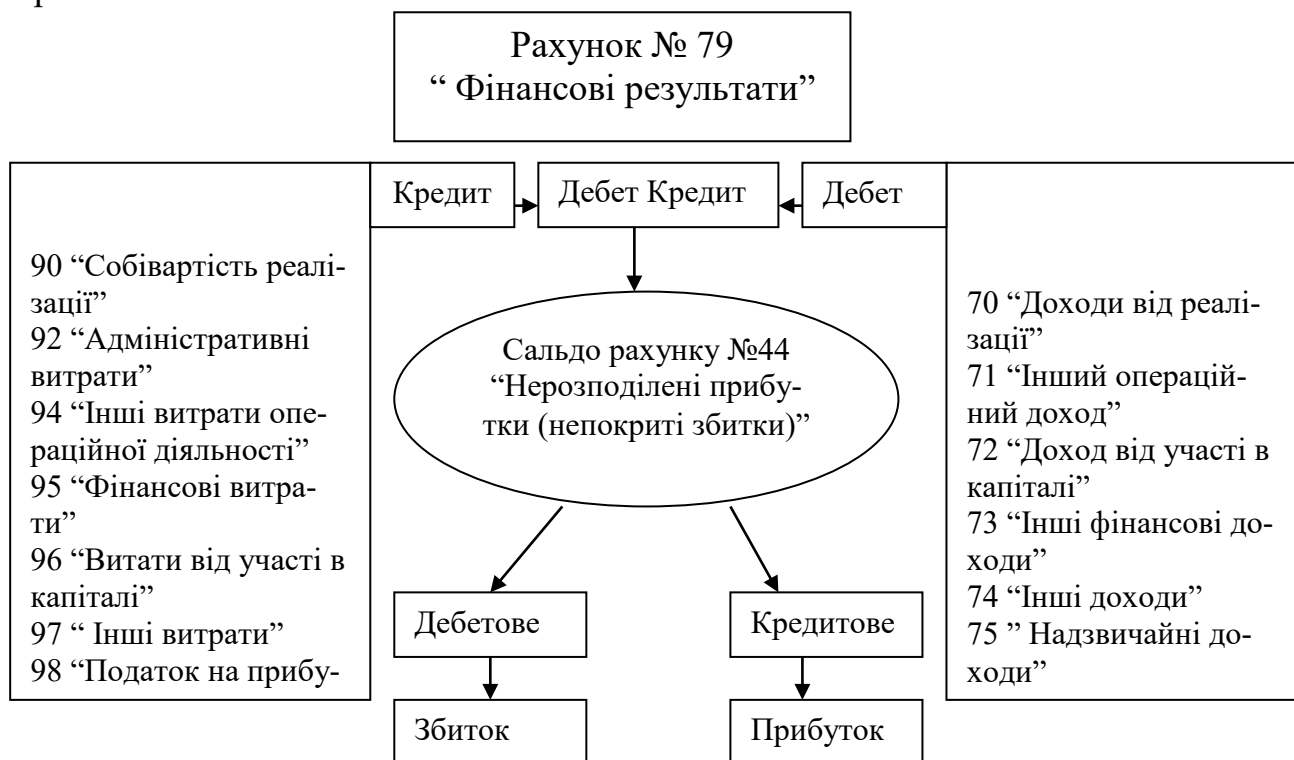 Рахунок № 79
“ Фінансові результати”
Кредит
Дебет Кредит
Дебет
90 “Собівартість реалі-
зації”
92 “Адміністративні
витрати”
94 “Інші витрати опе-
раційної діяльності”
95 “Фінансові витра-
ти”
96 “Витати від участі в
капіталі”
97 “ Інші витрати”
98 “Податок на прибу-
Сальдо рахунку №44
“Нерозподілені прибу-
тки (непокриті збитки)”
70 “Доходи від реалі-
зації”
71 “Інший операцій-
ний доход”
72 “Доход від участі в
капіталі”
73 “Інші фінансові до-
ходи”
74 “Інші доходи”
75 ” Надзвичайні до-
ходи”
Дебетове
Кредитове
Збиток
Прибуток